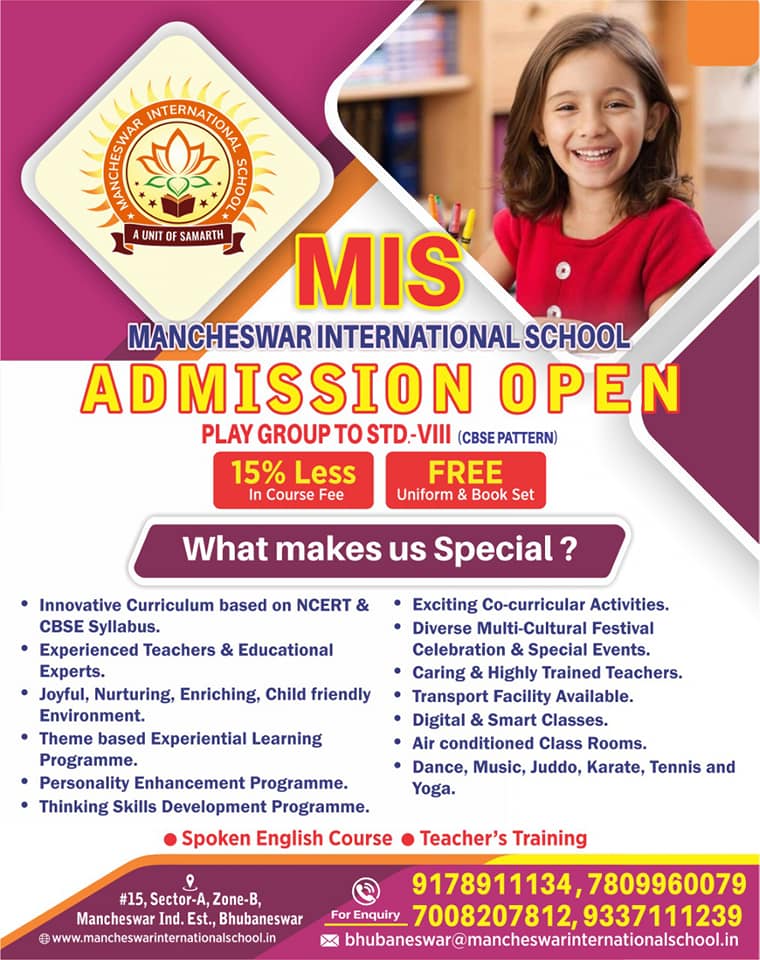 MANCHESWAR INTERNATIONAL SCHOOL
A UNIT OF SAMARTH
MIS
MANCHESWAR INTERNATIONAL SCHOOL
ADMISSION OPEN
PLAY GROUP TO STD.-VIII (CBSE PATTERN)
15% Less
In Course Fee
FREE
Uniform & Book Set
What makes us Special ?
• Innovative Curriculum based on NCERT &
CBSE Syllabus.
• Experienced Teachers & Educational
Experts.
• Joyful, Nurturing, Enriching, Child friendly
Environment.
• Theme based Experiential Learning
Programme.
• Personality Enhancement Programme.
• Thinking Skills Development Programme.
• Exciting Co-curricular Activities.
• Diverse Multi-Cultural Festival
Celebration & Special Events.
• Caring & Highly Trained Teachers.
• Transport Facility Available.
• Digital & Smart Classes.
• Air conditioned Class Rooms.
• Dance, Music, Juddo, Karate, Tennis and
Yoga.
● Spoken English Course ● Teacher's Training
#15, Sector-A, Zone-B,
Mancheswar Ind. Est., Bhubaneswar
www.mancheswarinternationalschool.in
For Enquiry
9178911134, 7809960079
7008207812, 9337111239
bhubaneswar@mancheswarinternationalschool.in